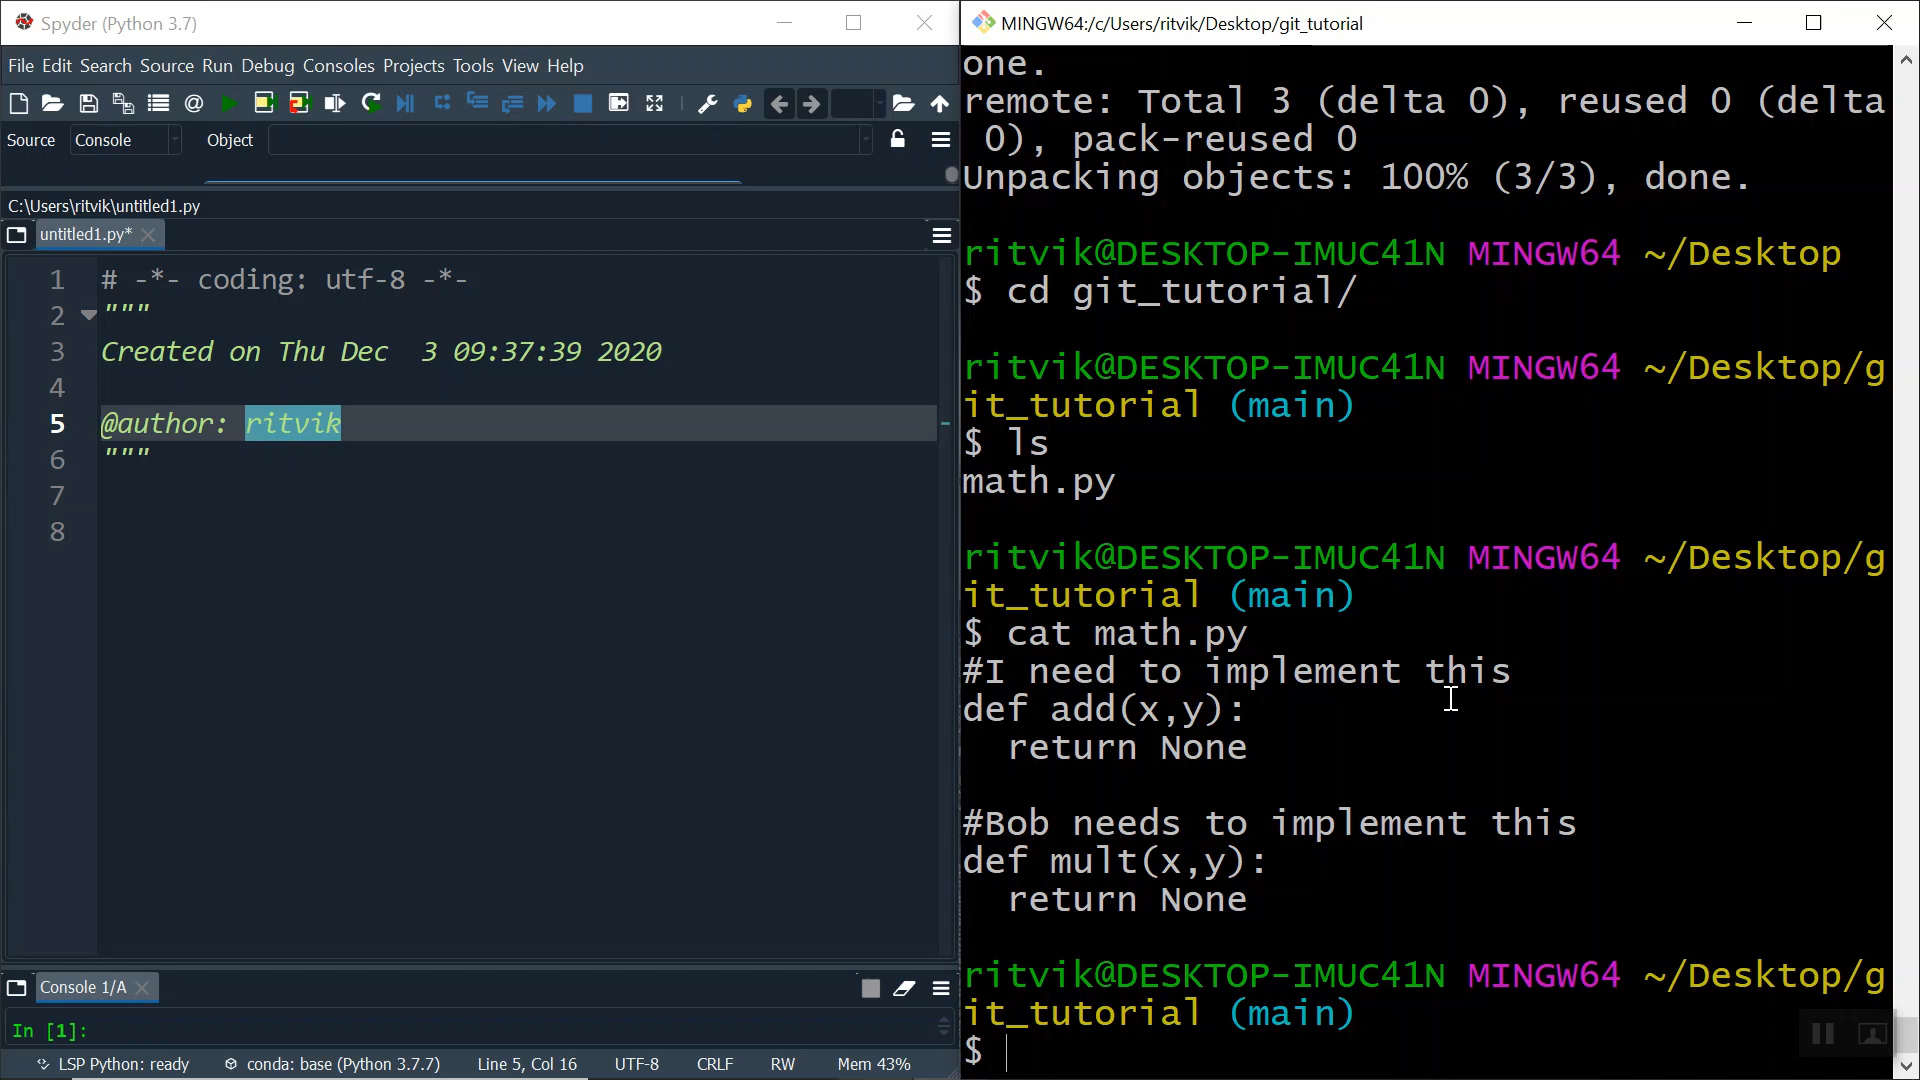 Spyder (Python 3.7)
File Edit Search Source Run Debug Consoles Projects Tools View Help
Source Console Object
C:\Users\ritvik\untitled1.py
untitled1.py*
1 # -*- coding: utf-8 -*-
2 """
3 Created on Thu Dec  3 09:37:39 2020
4
5 @author: ritvik
6 """
7
8
Console 1/A
In [1]:
LSP Python: ready conda: base (Python 3.7.7) Line 5, Col 16 UTF-8 CRLF RW Mem 43%
MINGW64:/c/Users/ritvik/Desktop/git_tutorial
one.
remote: Total 3 (delta 0), reused 0 (delta
 0), pack-reused 0
Unpacking objects: 100% (3/3), done.
ritvik@DESKTOP-IMUC41N MINGW64 ~/Desktop
$ cd git_tutorial/
ritvik@DESKTOP-IMUC41N MINGW64 ~/Desktop/g
it_tutorial (main)
$ ls
math.py
ritvik@DESKTOP-IMUC41N MINGW64 ~/Desktop/g
it_tutorial (main)
$ cat math.py
#I need to implement this
def add(x,y):
  return None
#Bob needs to implement this
def mult(x,y):
  return None
ritvik@DESKTOP-IMUC41N MINGW64 ~/Desktop/g
it_tutorial (main)
$